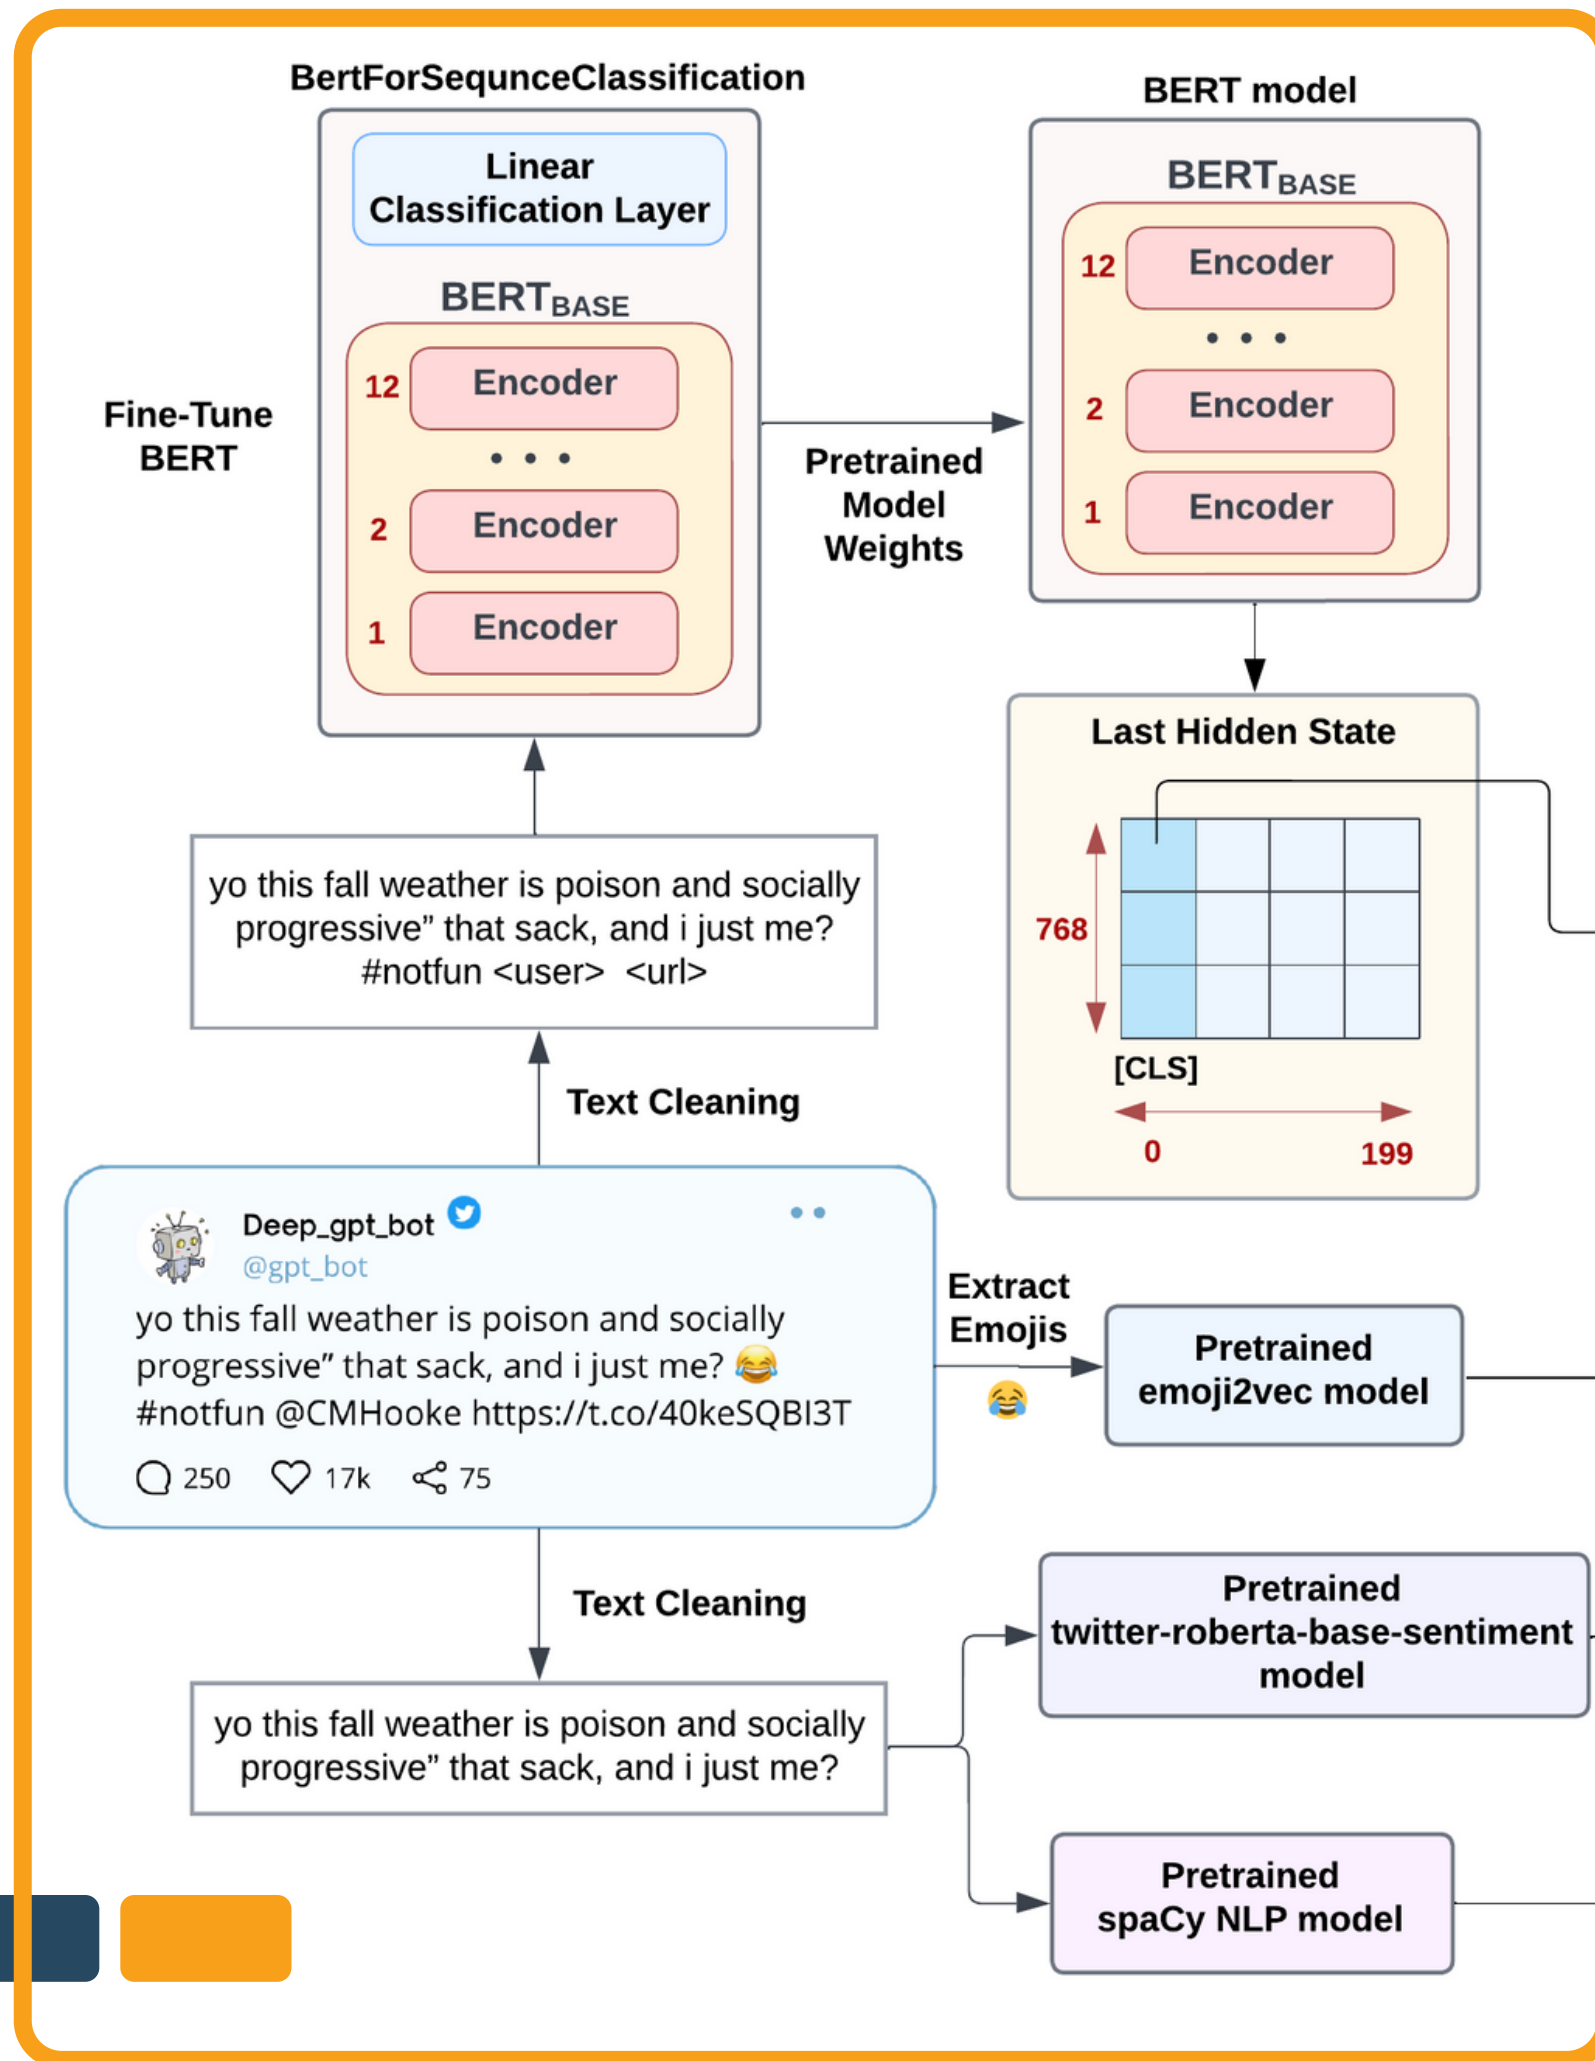 BertForSequnceClassification
Linear
Classification Layer
BERT BASE
12 Encoder
• • •
2 Encoder
1 Encoder
Fine-Tune
BERT
Pretrained
Model
Weights
BERT model
BERT BASE
12 Encoder
• • •
2 Encoder
1 Encoder
Last Hidden State
768
[CLS]
0 199
yo this fall weather is poison and socially
progressive” that sack, and i just me?
#notfun <user> <url>
Text Cleaning
Deep_gpt_bot
@gpt_bot
yo this fall weather is poison and socially
progressive” that sack, and i just me? 😂
#notfun @CMHooke https://t.co/40keSQBI3T
250 17k 75
Extract
Emojis
😂
Pretrained
emoji2vec model
Text Cleaning
yo this fall weather is poison and socially
progressive” that sack, and i just me?
Pretrained
twitter-roberta-base-sentiment
model
Pretrained
spaCy NLP model